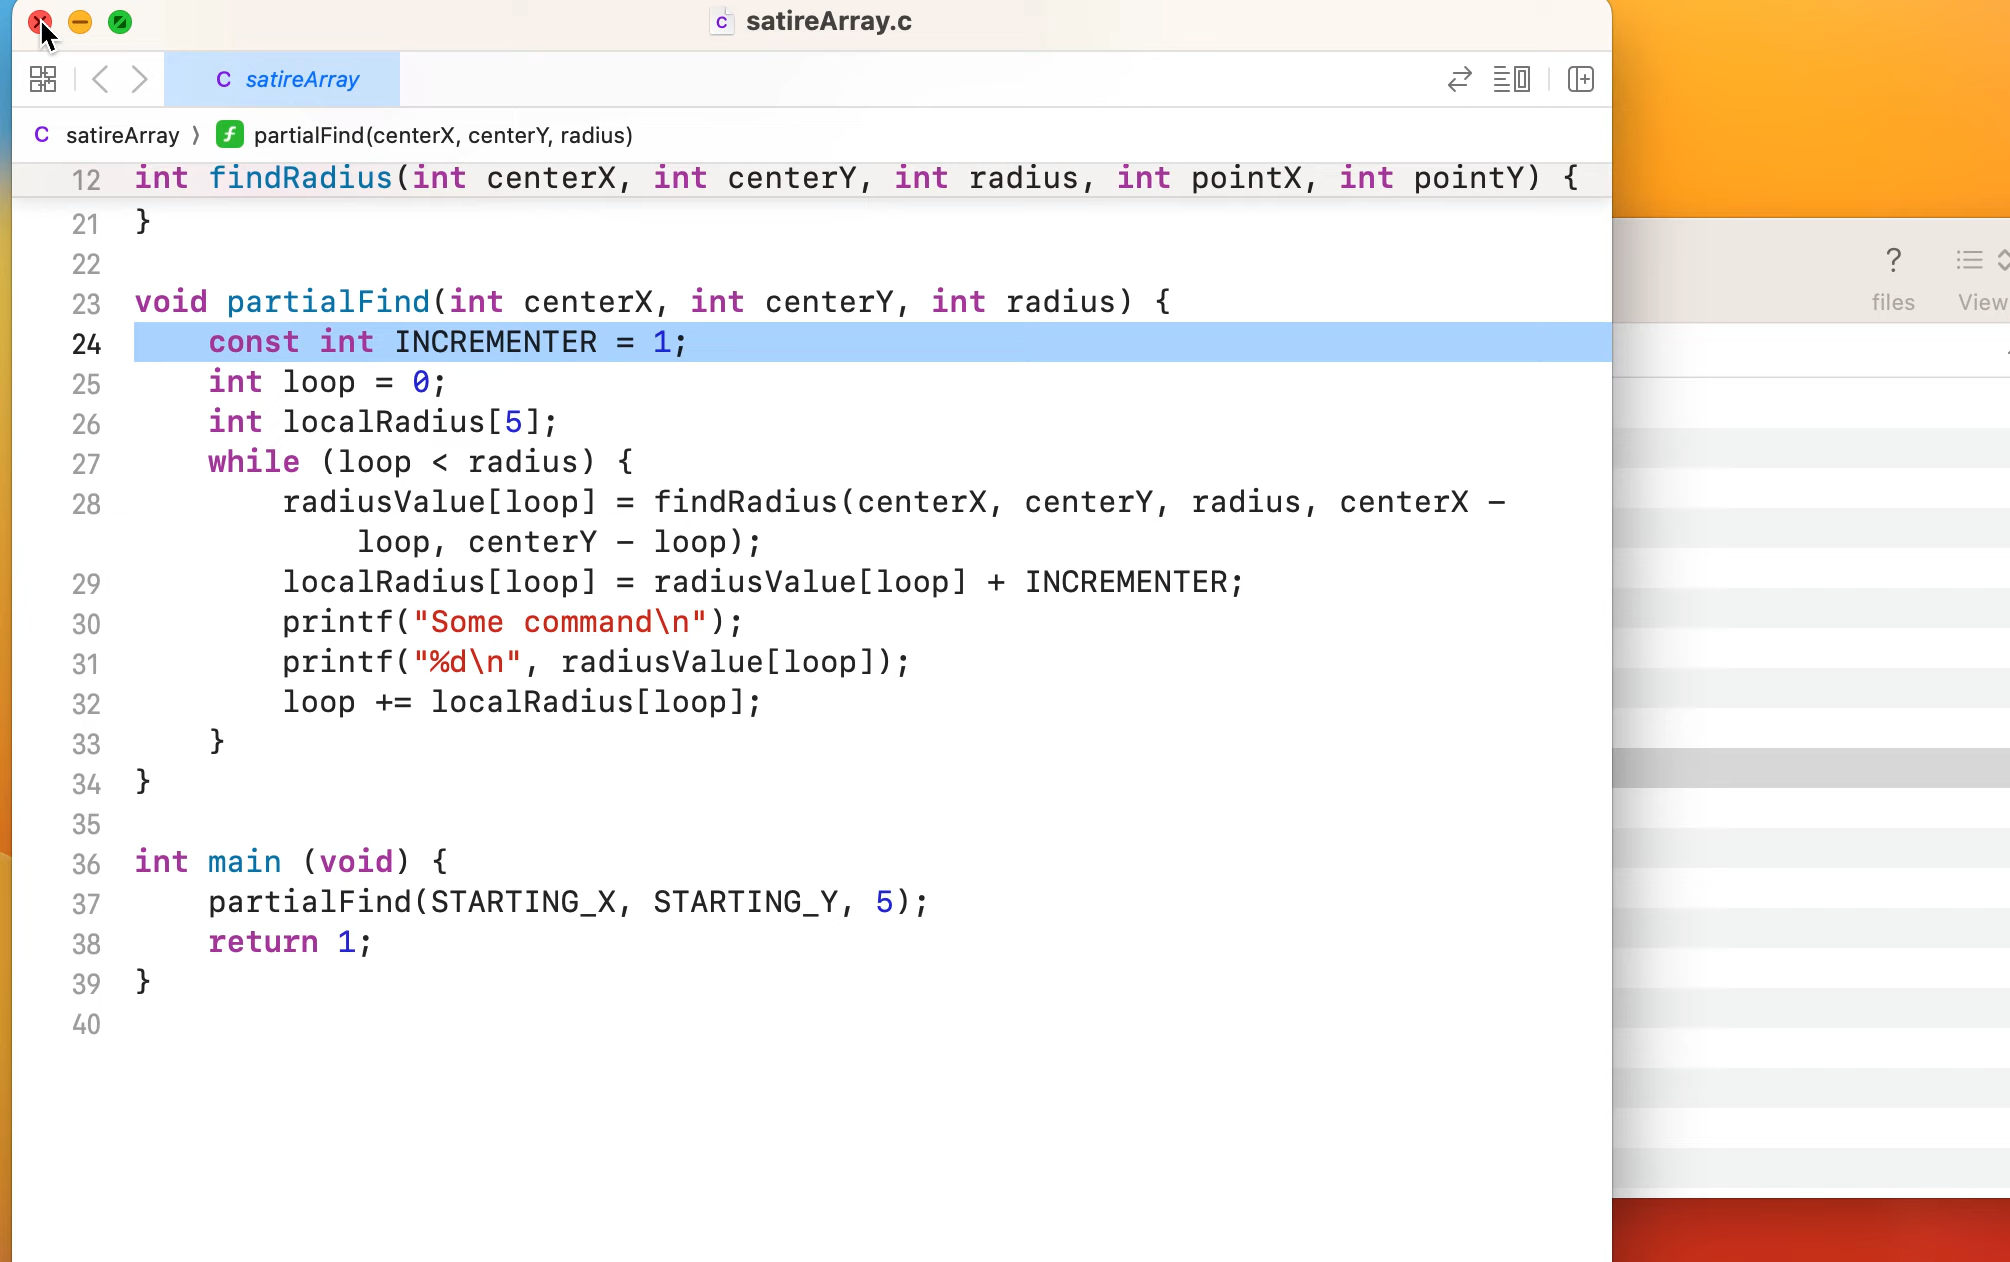 satireArray.c
C satireArray
C satireArray 〉 f partialFind(centerX, centerY, radius)
12 int findRadius(int centerX, int centerY, int radius, int pointX, int pointY) {
21 }
22
23 void partialFind(int centerX, int centerY, int radius) {
24 const int INCREMENTER = 1;
25 int loop = 0;
26 int localRadius[5];
27 while (loop < radius) {
28 radiusValue[loop] = findRadius(centerX, centerY, radius, centerX -
loop, centerY - loop);
29 localRadius[loop] = radiusValue[loop] + INCREMENTER;
30 printf("Some command\n");
31 printf("%d\n", radiusValue[loop]);
32 loop += localRadius[loop];
33 }
34 }
35
36 int main (void) {
37 partialFind(STARTING_X, STARTING_Y, 5);
38 return 1;
39 }
40
?
files View